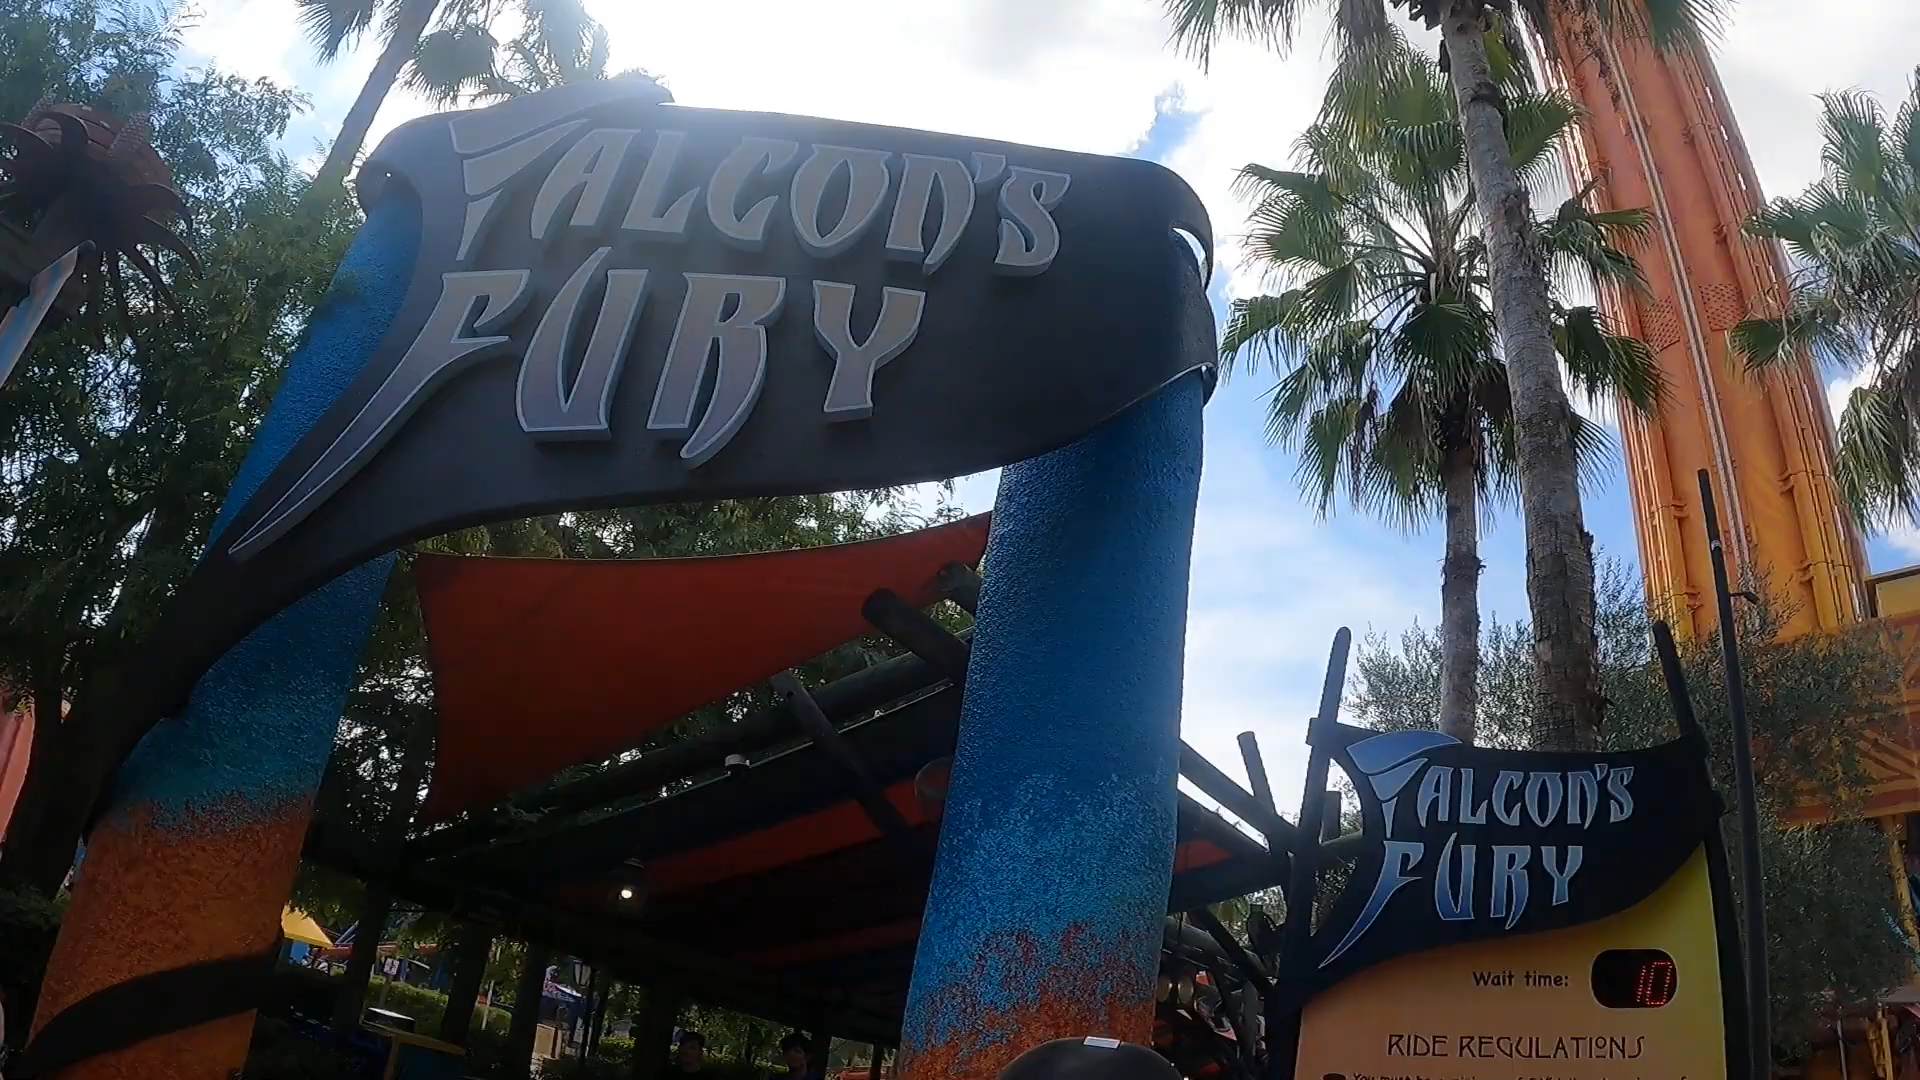 FALCON'S
FURY
FALCON'S
FURY
Wait time: 10
RIDE REGULATIONS